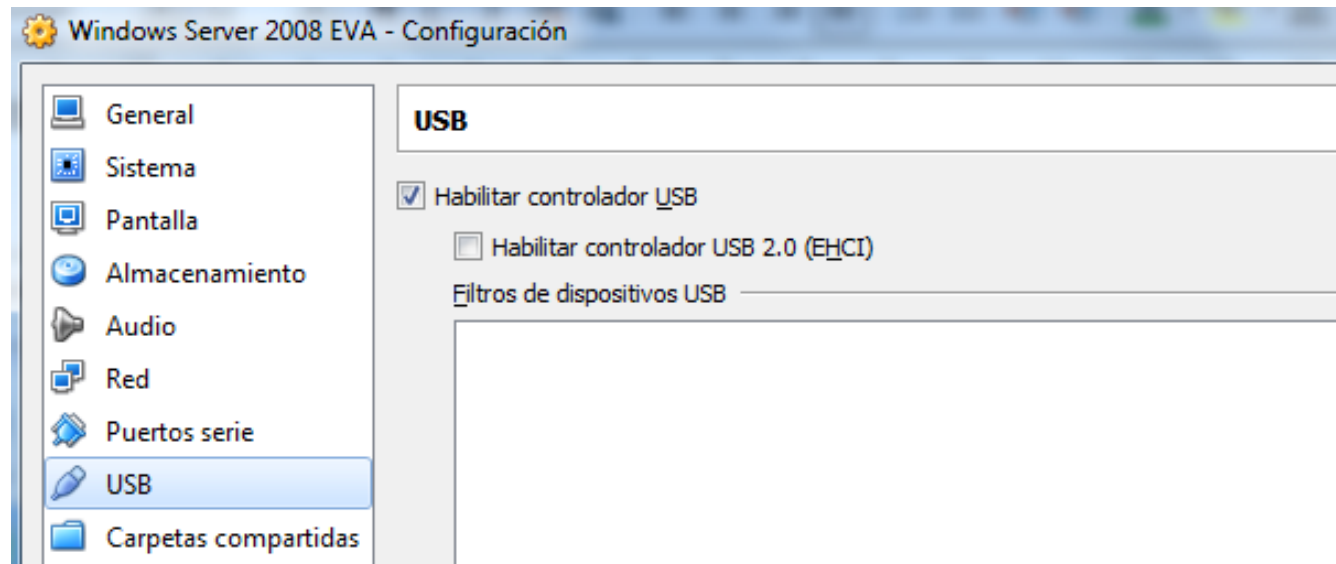 Windows Server 2008 EVA - Configuración
General
Sistema
Pantalla
Almacenamiento
Audio
Red
Puertos serie
USB
Carpetas compartidas
USB
Habilitar controlador USB
Habilitar controlador USB 2.0 (EHCI)
Filtros de dispositivos USB